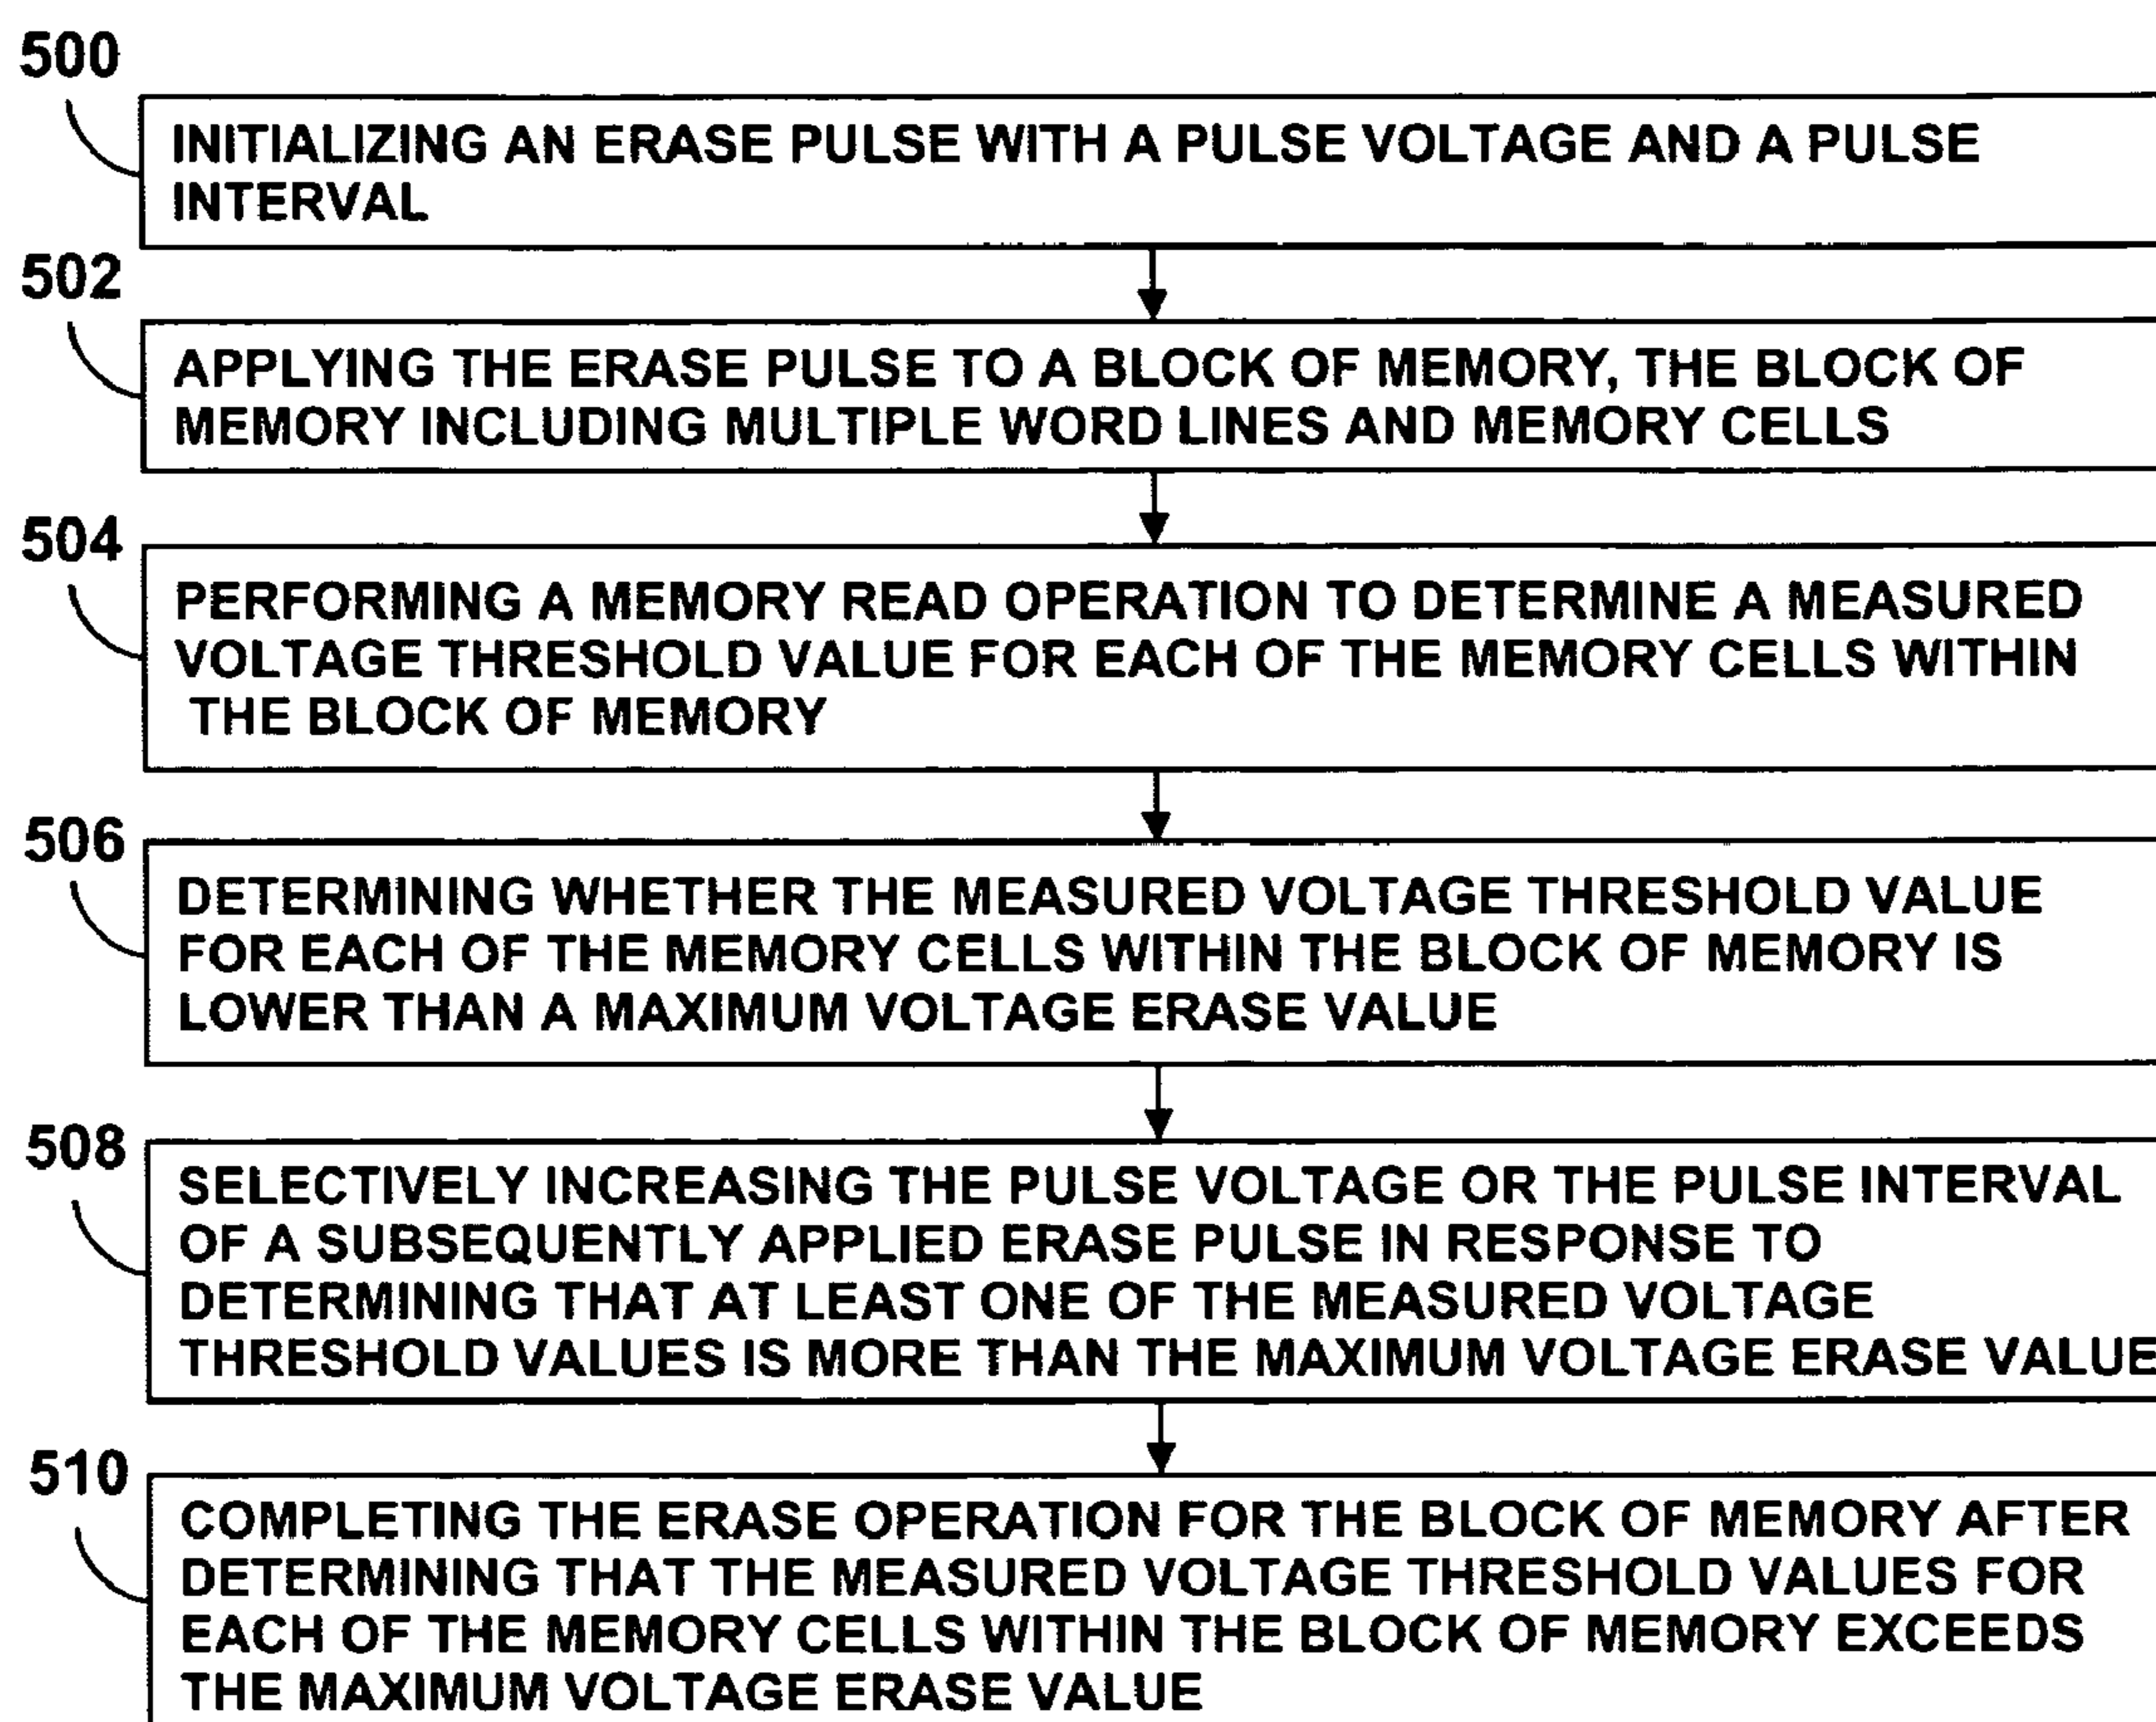 500
INITIALIZING AN ERASE PULSE WITH A PULSE VOLTAGE AND A PULSE
INTERVAL
502
APPLYING THE ERASE PULSE TO A BLOCK OF MEMORY, THE BLOCK OF
MEMORY INCLUDING MULTIPLE WORD LINES AND MEMORY CELLS
504
PERFORMING A MEMORY READ OPERATION TO DETERMINE A MEASURED
VOLTAGE THRESHOLD VALUE FOR EACH OF THE MEMORY CELLS WITHIN
THE BLOCK OF MEMORY
506
DETERMINING WHETHER THE MEASURED VOLTAGE THRESHOLD VALUE
FOR EACH OF THE MEMORY CELLS WITHIN THE BLOCK OF MEMORY IS
LOWER THAN A MAXIMUM VOLTAGE ERASE VALUE
508
SELECTIVELY INCREASING THE PULSE VOLTAGE OR THE PULSE INTERVAL
OF A SUBSEQUENTLY APPLIED ERASE PULSE IN RESPONSE TO
DETERMINING THAT AT LEAST ONE OF THE MEASURED VOLTAGE
THRESHOLD VALUES IS MORE THAN THE MAXIMUM VOLTAGE ERASE VALUE
510
COMPLETING THE ERASE OPERATION FOR THE BLOCK OF MEMORY AFTER
DETERMINING THAT THE MEASURED VOLTAGE THRESHOLD VALUES FOR
EACH OF THE MEMORY CELLS WITHIN THE BLOCK OF MEMORY EXCEEDS
THE MAXIMUM VOLTAGE ERASE VALUE